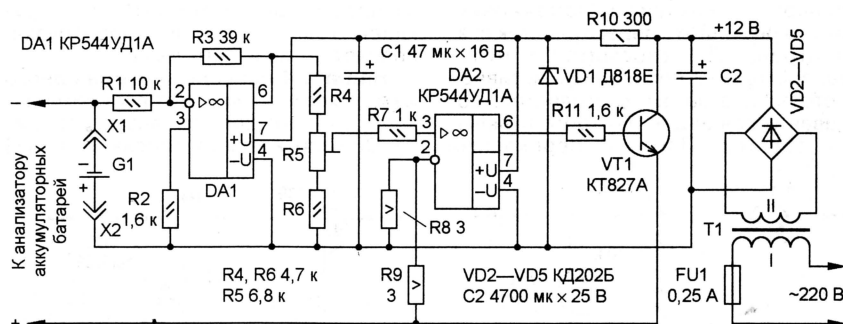 R3 39 к
R10 300
DA1 КР544УД1А
C1 47 мк × 16 В
+12 В
VD2—VD5
R1 10 к
2
▷ ∞
6
DA2
КР544УД1А
VD1 Д818Е
C2
–
3
R4
R7 1 к
3
▷ ∞
6
R11 1,6 к
X1
+U
7
2
–
G1
–U
4
R5
+U
7
VT1
КТ827А
+
DA1
–U
4
II
R2
1,6 к
R6
R8 3
T1
X2
I
К анализатору
аккумуляторных
батарей
R4, R6 4,7 к
R5 6,8 к
R9
3
VD2—VD5 КД202Б
C2 4700 мк × 25 В
FU1
0,25 А
~220 В
+